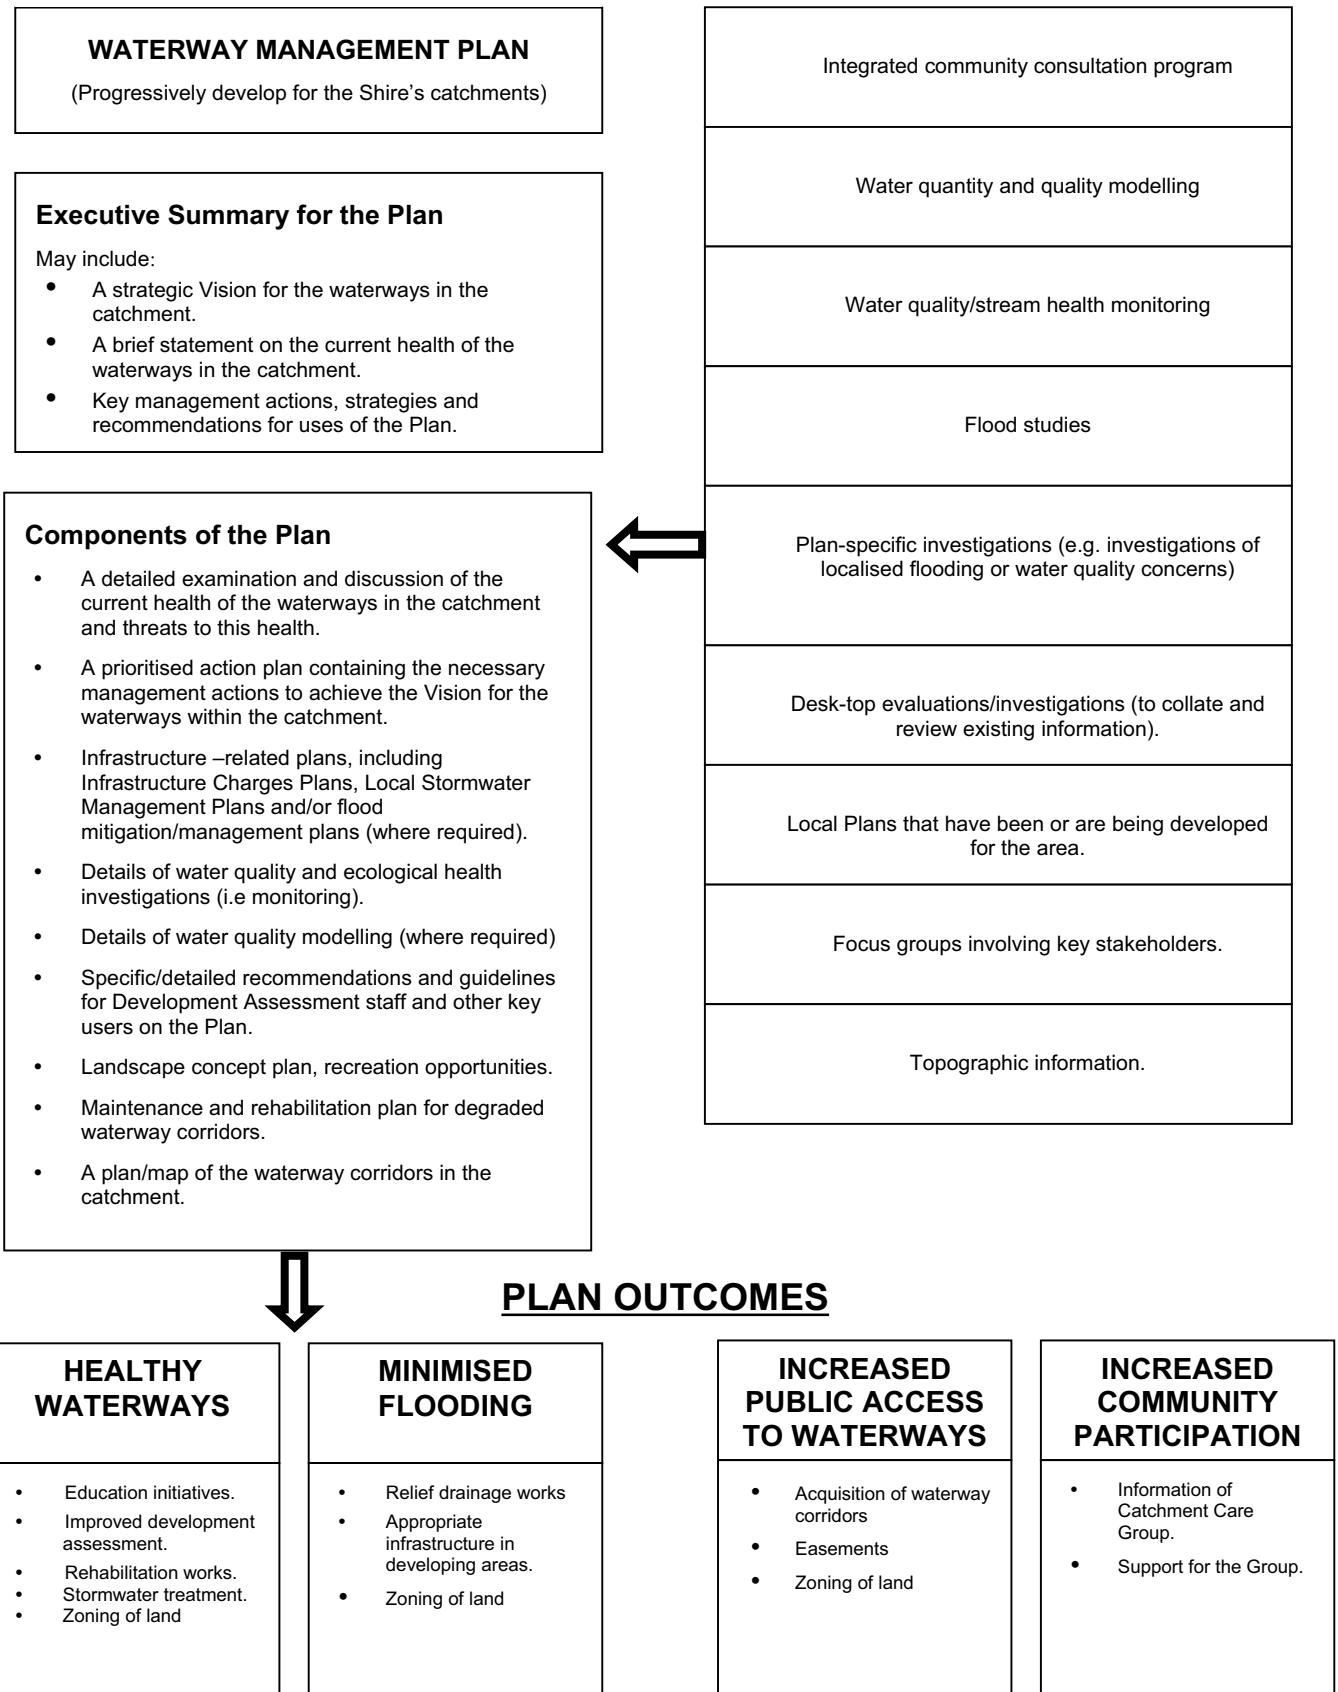 WATERWAY MANAGEMENT PLAN
(Progressively develop for the Shire's catchments)
Executive Summary for the Plan
May include:
• A strategic Vision for the waterways in the
catchment.
• A brief statement on the current health of the
waterways in the catchment.
• Key management actions, strategies and
recommendations for uses of the Plan.
Components of the Plan
• A detailed examination and discussion of the
current health of the waterways in the catchment
and threats to this health.
• A prioritised action plan containing the necessary
management actions to achieve the Vision for the
waterways within the catchment.
• Infrastructure –related plans, including
Infrastructure Charges Plans, Local Stormwater
Management Plans and/or flood
mitigation/management plans (where required).
• Details of water quality and ecological health
investigations (i.e monitoring).
• Details of water quality modelling (where required)
• Specific/detailed recommendations and guidelines
for Development Assessment staff and other key
users on the Plan.
• Landscape concept plan, recreation opportunities.
• Maintenance and rehabilitation plan for degraded
waterway corridors.
• A plan/map of the waterway corridors in the
catchment.
Integrated community consultation program
Water quantity and quality modelling
Water quality/stream health monitoring
Flood studies
Plan-specific investigations (e.g. investigations of
localised flooding or water quality concerns)
Desk-top evaluations/investigations (to collate and
review existing information).
Local Plans that have been or are being developed
for the area.
Focus groups involving key stakeholders.
Topographic information.
PLAN OUTCOMES
HEALTHY
WATERWAYS
• Education initiatives.
• Improved development
assessment.
• Rehabilitation works.
• Stormwater treatment.
• Zoning of land
MINIMISED
FLOODING
• Relief drainage works
• Appropriate
infrastructure in
developing areas.
• Zoning of land
INCREASED
PUBLIC ACCESS
TO WATERWAYS
• Acquisition of waterway
corridors
• Easements
• Zoning of land
INCREASED
COMMUNITY
PARTICIPATION
• Information of
Catchment Care
Group.
• Support for the Group.